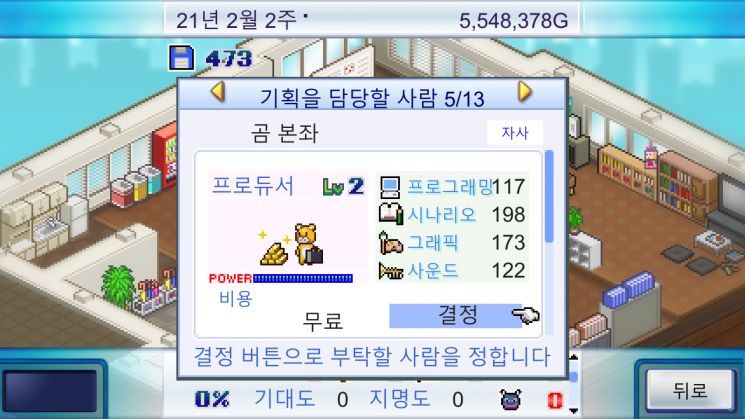 21년 2월 2주
5,548,378G
473
기획을 담당할 사람 5/13
곰 본좌
자사
프로듀서 Lv 2
프로그래밍 117
시나리오 198
그래픽 173
사운드 122
POWER
비용
무료
결정
결정 버튼으로 부탁할 사람을 정합니다
0% 기대도 0 지명도 0 0
뒤로